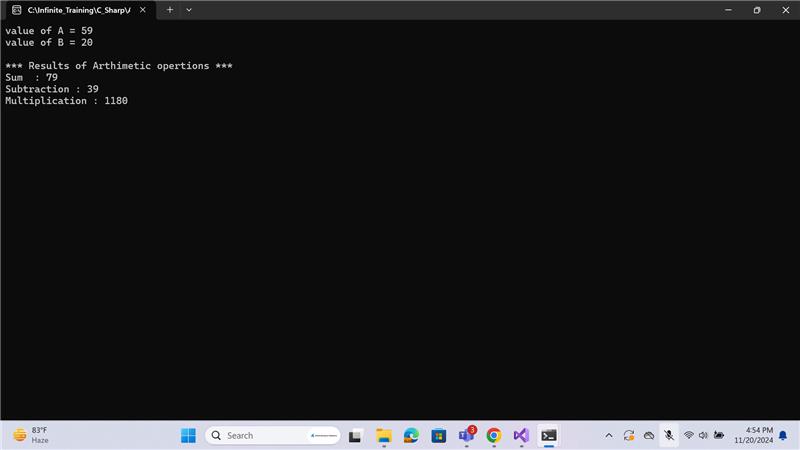 C:\Infinite_Training\C_Sharp\A
value of A = 59
value of B = 20
*** Results of Arthimetic opertions ***
Sum  : 79
Subtraction : 39
Multiplication : 1180
83°F
Haze
Search
3
4:54 PM
11/20/2024